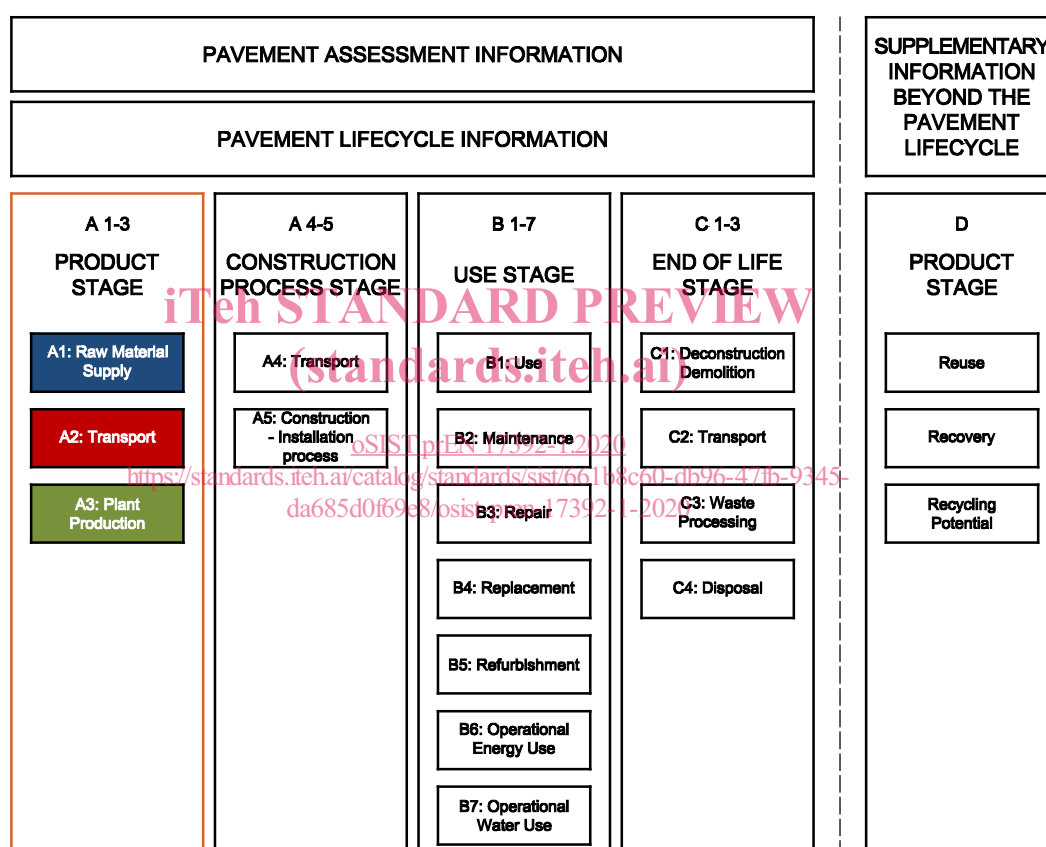 PAVEMENT ASSESSMENT INFORMATION
PAVEMENT LIFECYCLE INFORMATION
SUPPLEMENTARY
INFORMATION
BEYOND THE
PAVEMENT
LIFECYCLE
A 1-3
PRODUCT
STAGE
A1: Raw Material
Supply
A2: Transport
A3: Plant
Production
A 4-5
CONSTRUCTION
PROCESS STAGE
A4: Transport
A5: Construction
- Installation
process
B 1-7
USE STAGE
B1: Use
B2: Maintenance
B3: Repair
B4: Replacement
B5: Refurbishment
B6: Operational
Energy Use
B7: Operational
Water Use
C 1-3
END OF LIFE
STAGE
C1: Deconstruction
Demolition
C2: Transport
C3: Waste
Processing
C4: Disposal
D
PRODUCT
STAGE
Reuse
Recovery
Recycling
Potential
iTeh STANDARD PREVIEW
(standards.iteh.ai)
oSIST prEN 17392-1:2020
https://standards.iteh.ai/catalog/standards/sist/661b8c60-db96-47fb-9345-
da685d0f69e8/osist-pren-17392-1-2020